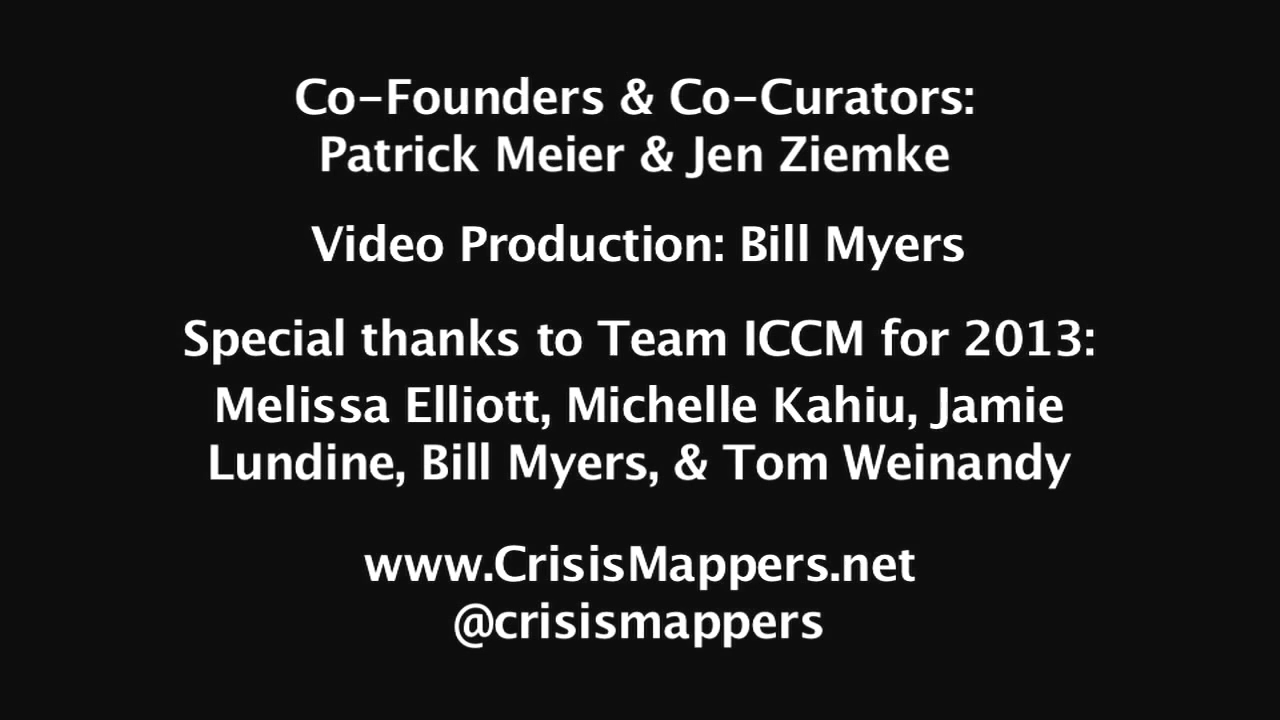 Co-Founders & Co-Curators:
Patrick Meier & Jen Ziemke
Video Production: Bill Myers
Special thanks to Team ICCM for 2013:
Melissa Elliott, Michelle Kahiu, Jamie
Lundine, Bill Myers, & Tom Weinandy
www.CrisisMappers.net
@crisismappers